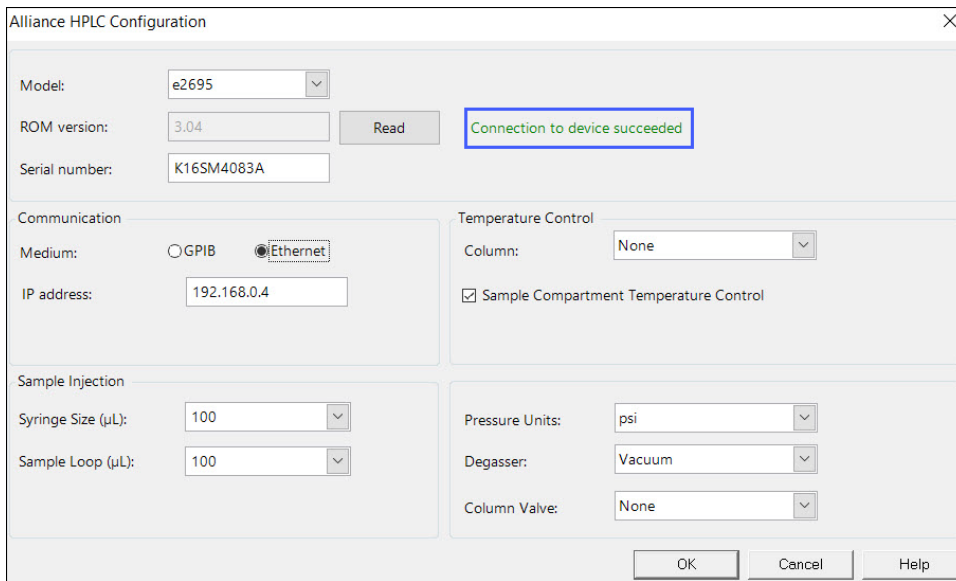 Alliance HPLC Configuration
Model: e2695
ROM version: 3.04 Read Connection to device succeeded
Serial number: K16SM4083A
Communication
Medium: GPIB Ethernet
IP address: 192.168.0.4
Temperature Control
Column: None
Sample Compartment Temperature Control
Sample Injection
Syringe Size (µL): 100
Sample Loop (µL): 100
Pressure Units: psi
Degasser: Vacuum
Column Valve: None
OK Cancel Help